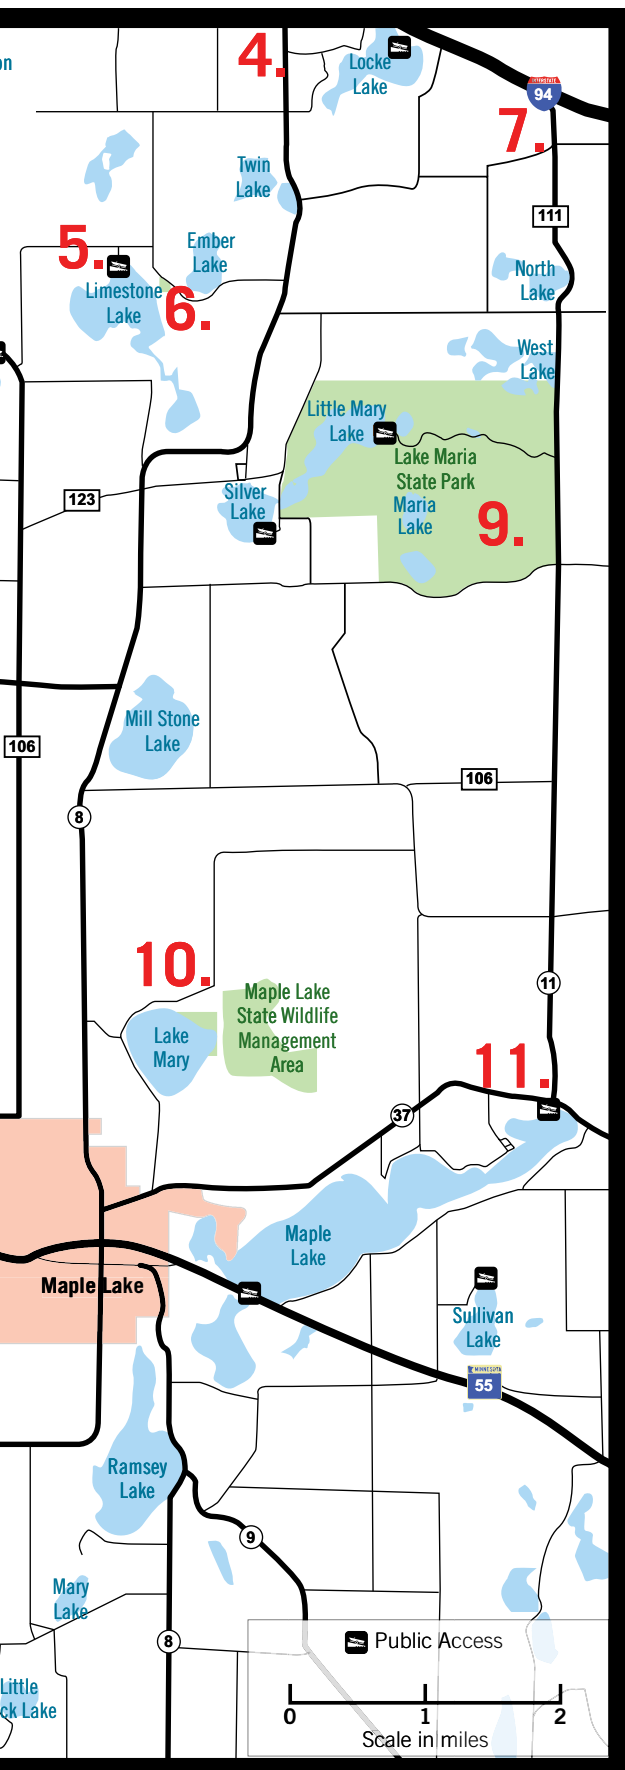 on
4.
Locke
Lake
INTERSTATE
94
7.
Twin
Lake
111
5.
Ember
Lake
Limestone
Lake
6.
North
Lake
West
Lake
Little Mary
Lake
Lake Maria
State Park
Maria
Lake
9.
123
Silver
Lake
Mill Stone
Lake
106
106
8
10.
Maple Lake
State Wildlife
Management
Area
Lake
Mary
11
11.
37
Maple
Lake
Maple Lake
Sullivan
Lake
MINNESOTA
55
Ramsey
Lake
9
Mary
Lake
8
Public Access
Little
ck Lake
0 1 2
Scale in miles